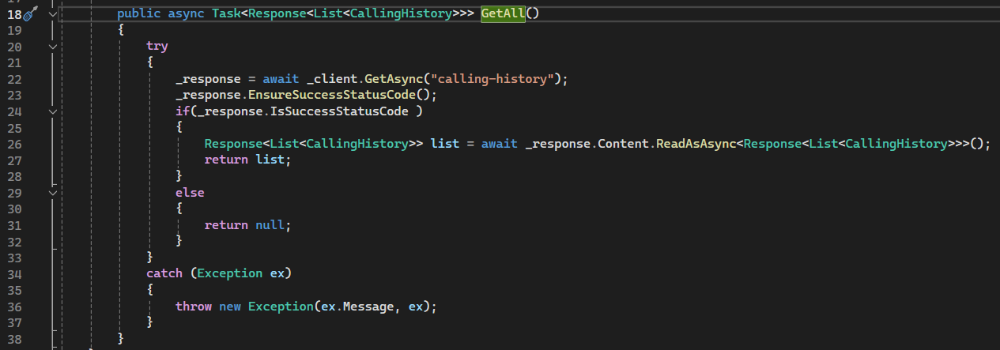 18 public async Task<Response<List<CallingHistory>>> GetAll()
19 {
20 try
21 {
22 _response = await _client.GetAsync("calling-history");
23 _response.EnsureSuccessStatusCode();
24 if(_response.IsSuccessStatusCode )
25 {
26 Response<List<CallingHistory>> list = await _response.Content.ReadAsAsync<Response<List<CallingHistory>>>();
27 return list;
28 }
29 else
30 {
31 return null;
32 }
33 }
34 catch (Exception ex)
35 {
36 throw new Exception(ex.Message, ex);
37 }
38 }